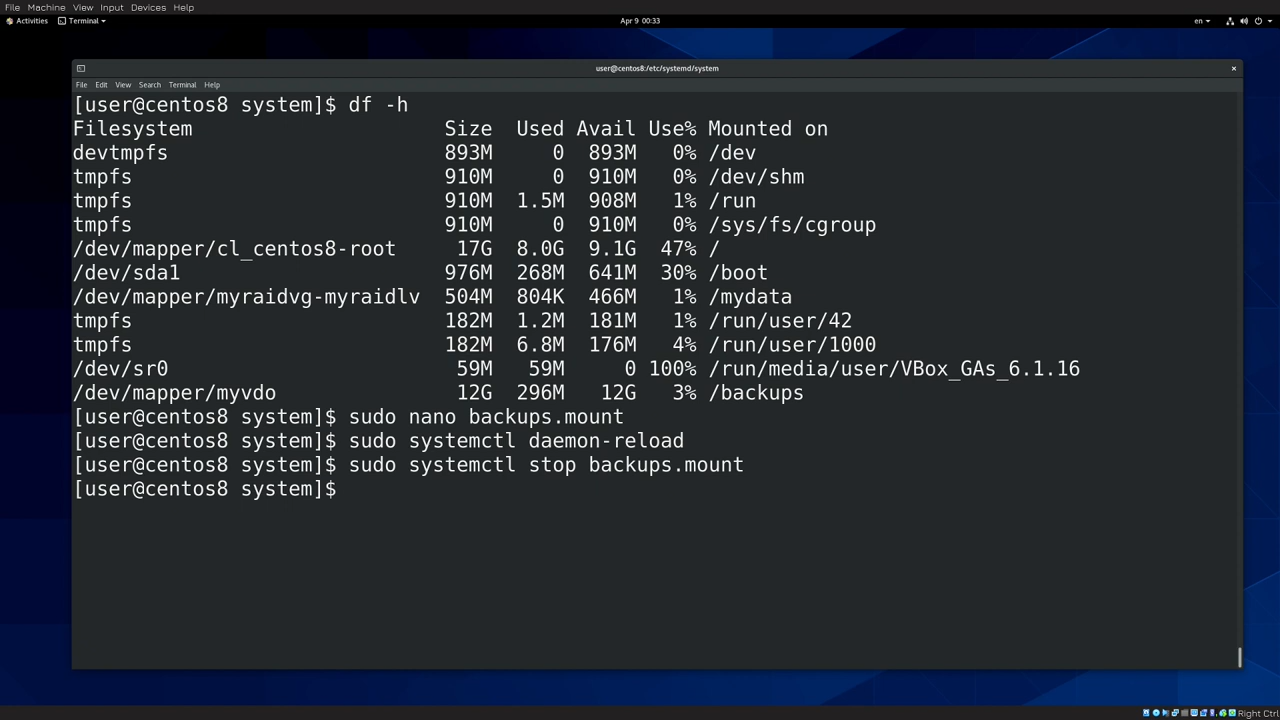 File Machine View Input Devices Help
Activities Terminal Apr 9 00:33 en
user@centos8:/etc/systemd/system
File Edit View Search Terminal Help
[user@centos8 system]$ df -h
Filesystem Size Used Avail Use% Mounted on
devtmpfs 893M 0 893M 0% /dev
tmpfs 910M 0 910M 0% /dev/shm
tmpfs 910M 1.5M 908M 1% /run
tmpfs 910M 0 910M 0% /sys/fs/cgroup
/dev/mapper/cl_centos8-root 17G 8.0G 9.1G 47% /
/dev/sda1 976M 268M 641M 30% /boot
/dev/mapper/myraidvg-myraidlv 504M 804K 466M 1% /mydata
tmpfs 182M 1.2M 181M 1% /run/user/42
tmpfs 182M 6.8M 176M 4% /run/user/1000
/dev/sr0 59M 59M 0 100% /run/media/user/VBox_GAs_6.1.16
/dev/mapper/myvdo 12G 296M 12G 3% /backups
[user@centos8 system]$ sudo nano backups.mount
[user@centos8 system]$ sudo systemctl daemon-reload
[user@centos8 system]$ sudo systemctl stop backups.mount
[user@centos8 system]$
Right Ctrl